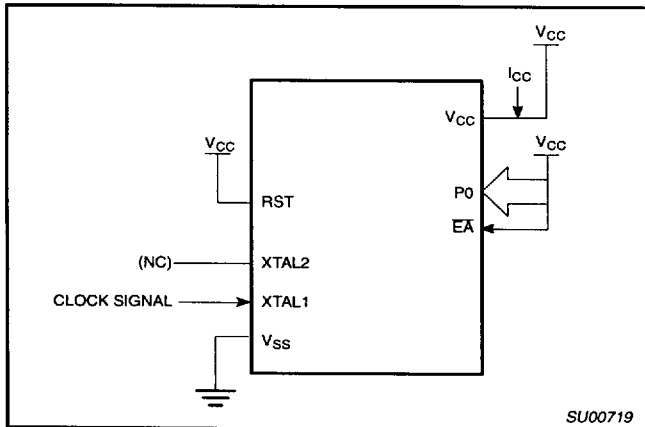 VCC
ICC
VCC
VCC
VCC
P0
RST
EA
(NC)
XTAL2
CLOCK SIGNAL
XTAL1
VSS
SU00719